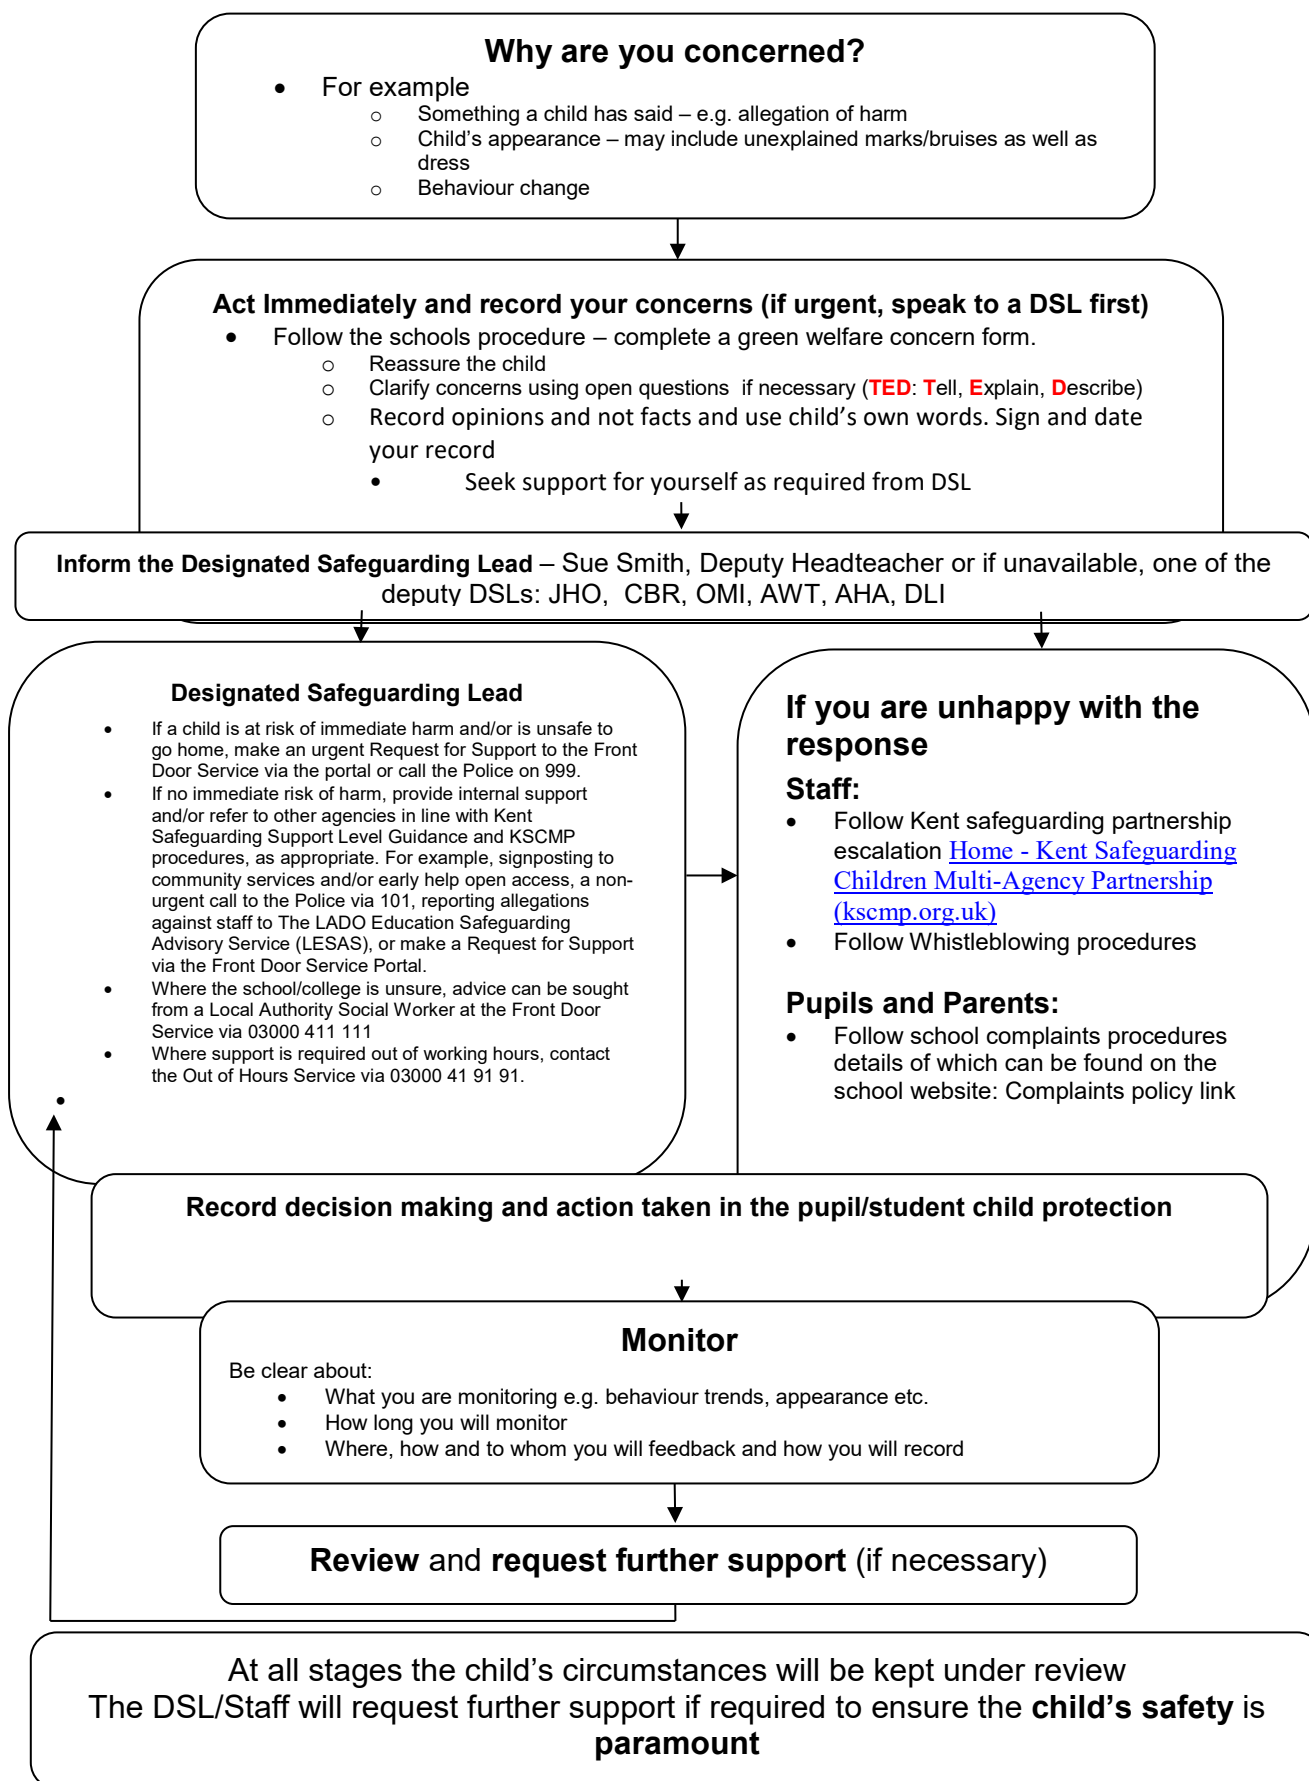 Why are you concerned?
• For example
o Something a child has said – e.g. allegation of harm
o Child's appearance – may include unexplained marks/bruises as well as
dress
o Behaviour change
Act Immediately and record your concerns (if urgent, speak to a DSL first)
• Follow the schools procedure – complete a green welfare concern form.
o Reassure the child
o Clarify concerns using open questions  if necessary (TED: Tell, Explain, Describe)
o Record opinions and not facts and use child's own words. Sign and date
your record
• Seek support for yourself as required from DSL
Inform the Designated Safeguarding Lead – Sue Smith, Deputy Headteacher or if unavailable, one of the
deputy DSLs: JHO,  CBR, OMI, AWT, AHA, DLI
Designated Safeguarding Lead
• If a child is at risk of immediate harm and/or is unsafe to
go home, make an urgent Request for Support to the Front
Door Service via the portal or call the Police on 999.
• If no immediate risk of harm, provide internal support
and/or refer to other agencies in line with Kent
Safeguarding Support Level Guidance and KSCMP
procedures, as appropriate. For example, signposting to
community services and/or early help open access, a non-
urgent call to the Police via 101, reporting allegations
against staff to The LADO Education Safeguarding
Advisory Service (LESAS), or make a Request for Support
via the Front Door Service Portal.
• Where the school/college is unsure, advice can be sought
from a Local Authority Social Worker at the Front Door
Service via 03000 411 111
• Where support is required out of working hours, contact
the Out of Hours Service via 03000 41 91 91.
•
If you are unhappy with the
response
Staff:
• Follow Kent safeguarding partnership
escalation Home - Kent Safeguarding
Children Multi-Agency Partnership
(kscmp.org.uk)
• Follow Whistleblowing procedures
Pupils and Parents:
• Follow school complaints procedures
details of which can be found on the
school website: Complaints policy link
Record decision making and action taken in the pupil/student child protection
Monitor
Be clear about:
• What you are monitoring e.g. behaviour trends, appearance etc.
• How long you will monitor
• Where, how and to whom you will feedback and how you will record
Review and request further support (if necessary)
At all stages the child's circumstances will be kept under review
The DSL/Staff will request further support if required to ensure the child's safety is
paramount